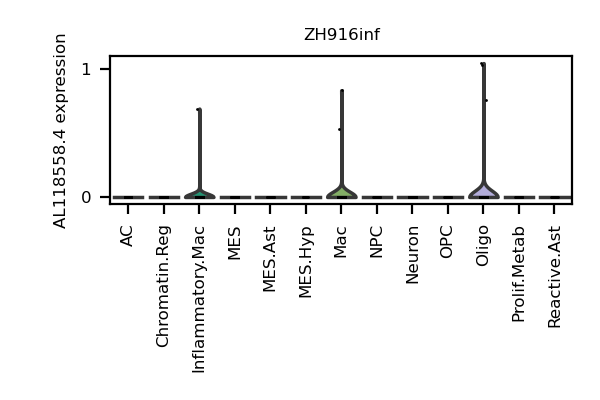 ZH916inf
AL118558.4 expression
1
0
AC
Chromatin.Reg
Inflammatory.Mac
MES
MES.Ast
MES.Hyp
Mac
NPC
Neuron
OPC
Oligo
Prolif.Metab
Reactive.Ast